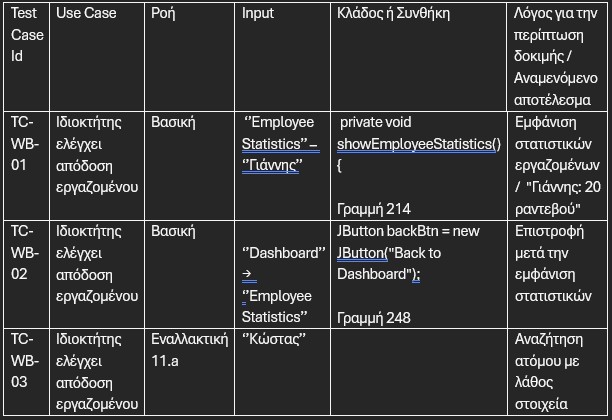 Test Case Id
Use Case
Ροή
Input
Κλάδος ή Συνθήκη
Λόγος για την
περίπτωση
δοκιμής /
Αναμενόμενο
αποτέλεσμα
TC-
WB-
01
Ιδιοκτήτης
ελέγχει
απόδοση
εργαζομένου
Βασική
‘’Employee
Statistics’’ –
‘’Γιάννης’’
private void
showEmployeeStatistics()
{
Γραμμή 214
Εμφάνιση
στατιστικών
εργαζομένων
/ "Γιάννης: 20
ραντεβού"
TC-
WB-
02
Ιδιοκτήτης
ελέγχει
απόδοση
εργαζομένου
Βασική
‘’Dashboard’’
→
‘’Employee
Statistics’’
JButton backBtn = new
JButton("Back to
Dashboard");
Γραμμή 248
Επιστροφή
μετά την
εμφάνιση
στατιστικών
TC-
WB-
03
Ιδιοκτήτης
ελέγχει
απόδοση
εργαζομένου
Εναλλακτική
11.a
‘’Κώστας’’
Αναζήτηση
ατόμου με
λάθος
στοιχεία